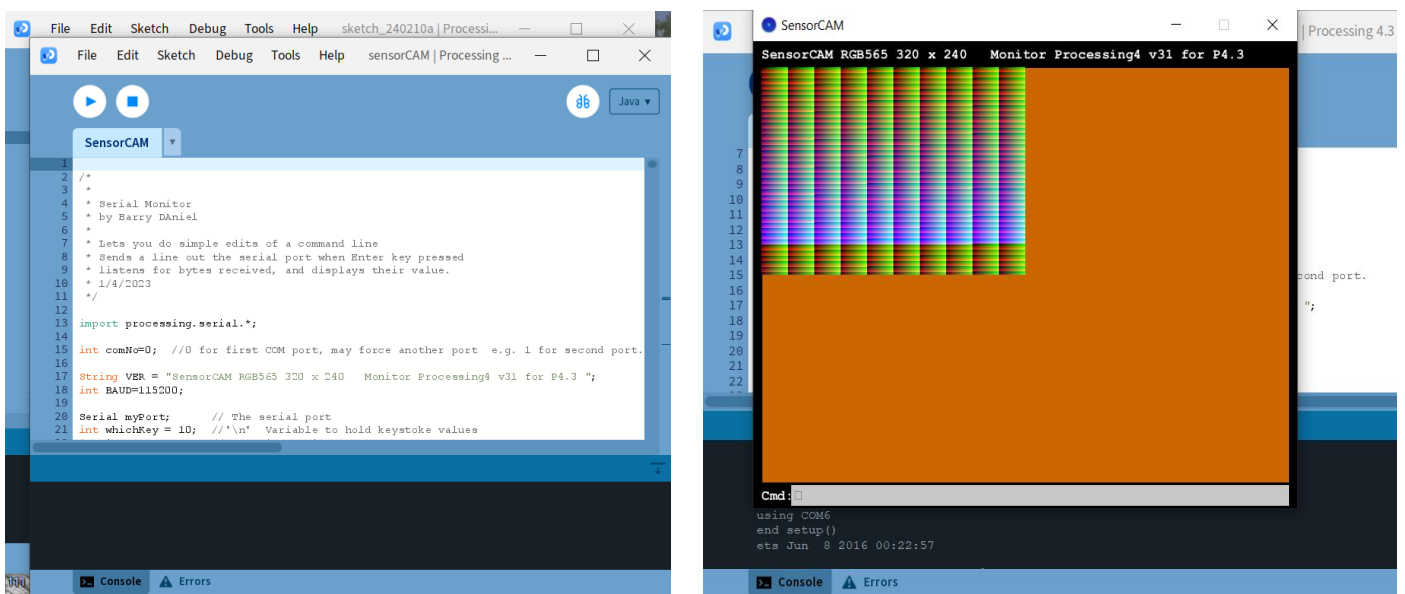 File Edit Sketch Debug Tools Help sketch_240210a | Processi...
File Edit Sketch Debug Tools Help sensorCAM | Processing ...
Java ▾
SensorCAM
1
2 /*
3 *
4 * Serial Monitor
5 * by Barry DAniel
6 *
7 * Lets you do simple edits of a command line
8 * Sends a line out the serial port when Enter key pressed
9 * listens for bytes received, and displays their value.
10 * 1/4/2023
11 */
12
13 import processing.serial.*;
14
15 int comNo=0; //0 for first COM port, may force another port e.g. 1 for second port.
16
17 String VER = "SensorCAM RGB565 320 x 240 Monitor Processing4 v31 for P4.3 ";
18 int BAUD=115200;
19
20 Serial myPort; // The serial port
21 int whichKey = 10; //'\n' Variable to hold keystoke values
Console Errors
SensorCAM
| Processing 4.3
SensorCAM RGB565 320 x 240 Monitor Processing4 v31 for P4.3
7
8
9
10
11
12
13
14
15 cond port.
16
17 ";
18
19
20
21
22
Cmd:
using COM6
end setup()
ets Jun 8 2016 00:22:57
Console Errors